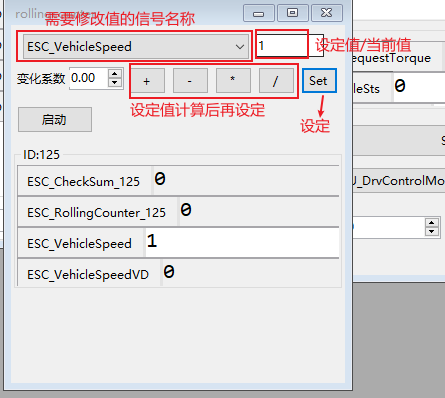 需要修改值的信号名称
ESC_VehicleSpeed
1
设定值/当前值
变化系数
0.00
+
-
*
/
Set
设定值计算后再设定
设定
启动
ID:125
ESC_CheckSum_125
0
ESC_RollingCounter_125
0
ESC_VehicleSpeed
1
ESC_VehicleSpeedVD
0
equestTorque
leSts
0
S
U_DrvControlMo